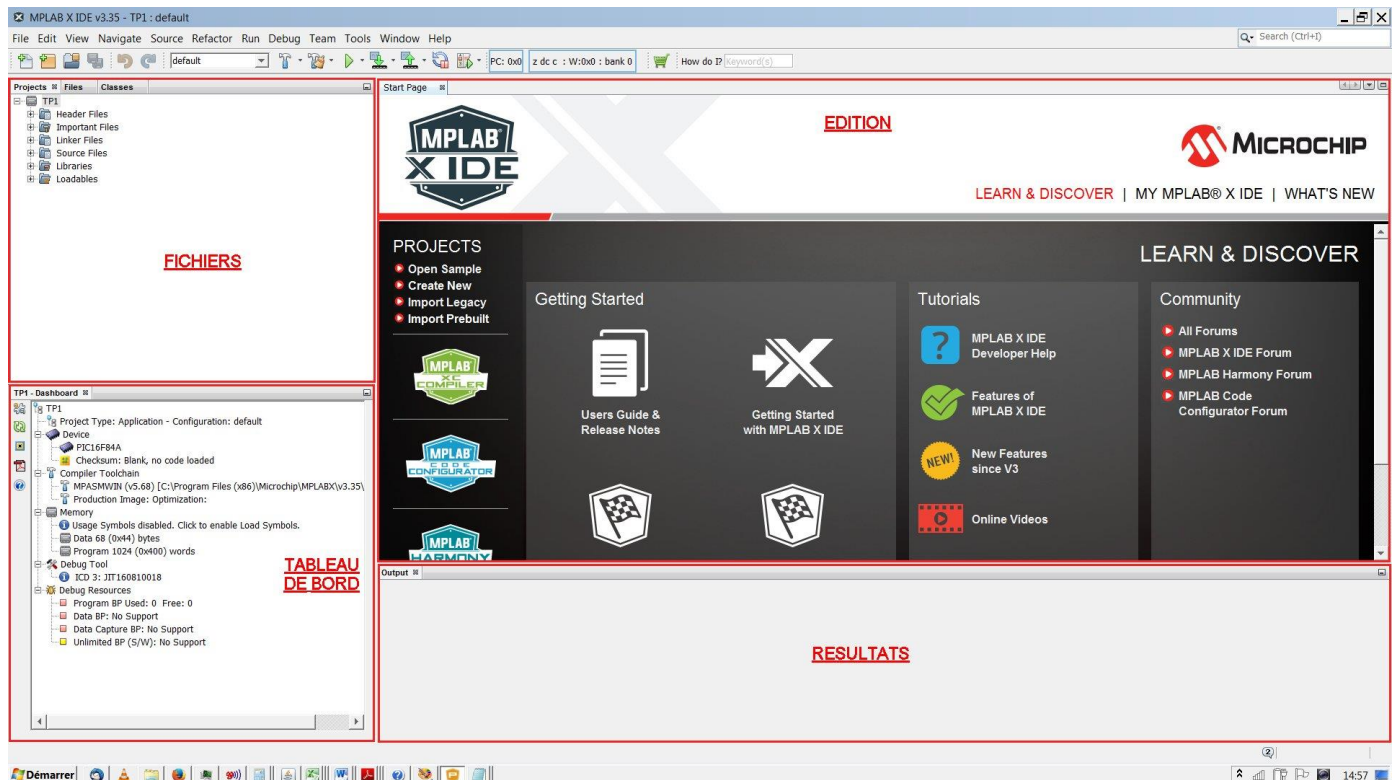 MPLAB X IDE v3.35 - TP1 : default
File Edit View Navigate Source Refactor Run Debug Team Tools Window Help
Search (Ctrl+I)
default
PC: 0x0
z dc c : W:0x0 : bank 0
How do I?
Keyword(s)
Projects Files Classes
TP1
Header Files
Important Files
Linker Files
Source Files
Libraries
Loadables
FICHIERS
TP1 - Dashboard
TP1
Project Type: Application - Configuration: default
Device
PIC16F84A
Checksum: Blank, no code loaded
Compiler Toolchain
MPASMWIN (v5.68) [C:\Program Files (x86)\Microchip\MPLABX\v3.35\
Production Image: Optimization:
Memory
Usage Symbols disabled. Click to enable Load Symbols.
Data 68 (0x44) bytes
Program 1024 (0x400) words
Debug Tool
ICD 3: JIT160810018
Debug Resources
Program BP Used: 0 Free: 0
Data BP: No Support
Data Capture BP: No Support
Unlimited BP (S/W): No Support
TABLEAU
DE BORD
Start Page
MPLAB
X IDE
EDITION
MICROCHIP
LEARN & DISCOVER | MY MPLAB® X IDE | WHAT'S NEW
PROJECTS
Open Sample
Create New
Import Legacy
Import Prebuilt
MPLAB
XC
COMPILER
MPLAB
CODE
CONFIGURATOR
MPLAB
HARMONY
LEARN & DISCOVER
Getting Started
Users Guide &
Release Notes
Getting Started
with MPLAB X IDE
Tutorials
MPLAB X IDE
Developer Help
Features of
MPLAB X IDE
NEW!
New Features
since V3
Online Videos
Community
All Forums
MPLAB X IDE Forum
MPLAB Harmony Forum
MPLAB Code
Configurator Forum
Output
RESULTATS
2
Démarrer
14:57